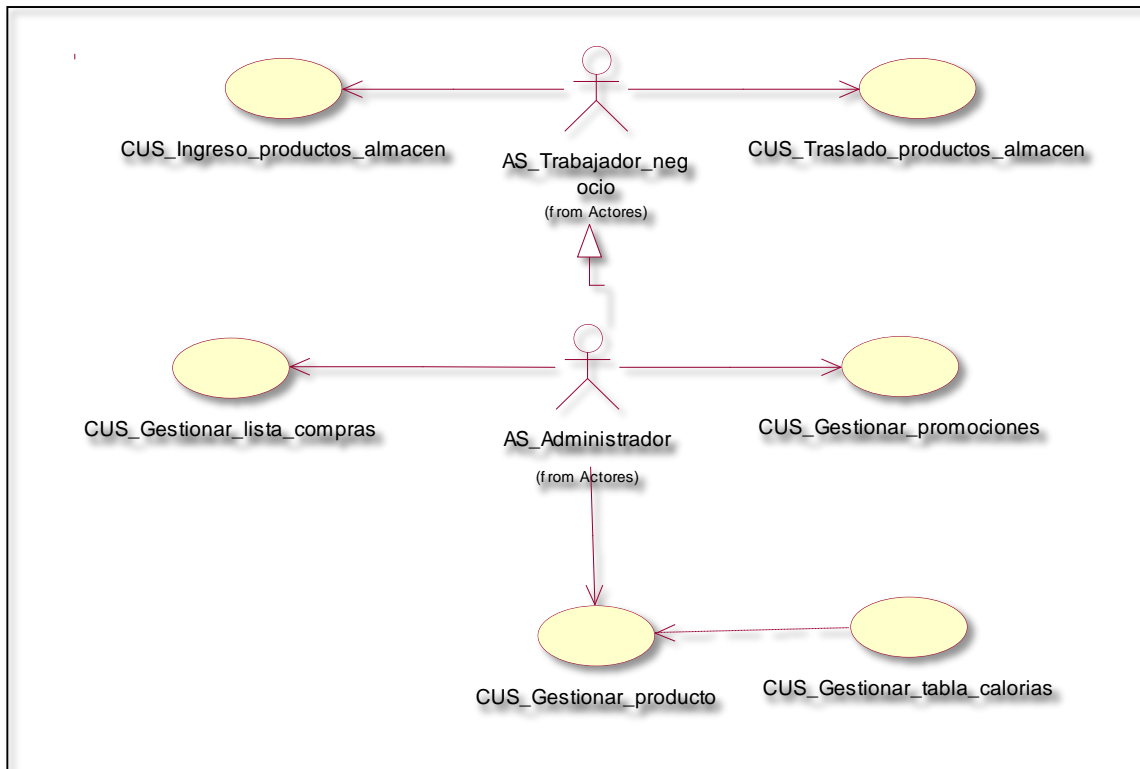 CUS_Ingreso_productos_almacen
AS_Trabajador_neg
ocio
(from Actores)
CUS_Traslado_productos_almacen
CUS_Gestionar_lista_compras
AS_Administrador
(from Actores)
CUS_Gestionar_promociones
CUS_Gestionar_producto
CUS_Gestionar_tabla_calorias